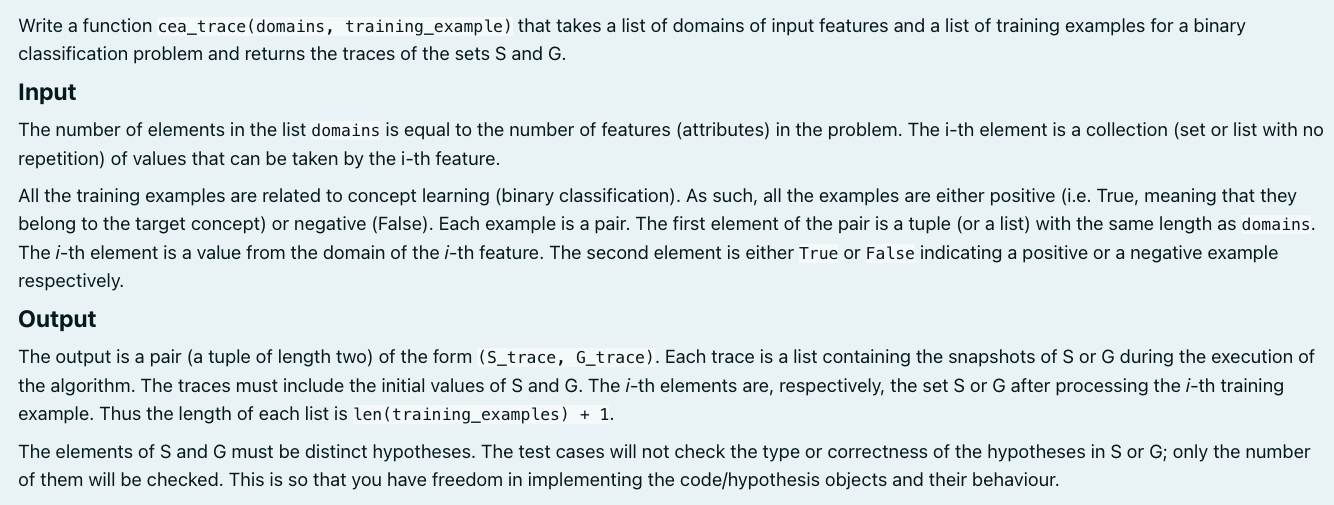 Write a function cea_trace(domains, training_example) that takes a list of domains of input features and a list of training examples for a binary
classification problem and returns the traces of the sets S and G.
Input
The number of elements in the list domains is equal to the number of features (attributes) in the problem. The i-th element is a collection (set or list with no
repetition) of values that can be taken by the i-th feature.
All the training examples are related to concept learning (binary classification). As such, all the examples are either positive (i.e. True, meaning that they
belong to the target concept) or negative (False). Each example is a pair. The first element of the pair is a tuple (or a list) with the same length as domains.
The i-th element is a value from the domain of the i-th feature. The second element is either True or False indicating a positive or a negative example
respectively.
Output
The output is a pair (a tuple of length two) of the form (S_trace, G_trace). Each trace is a list containing the snapshots of S or G during the execution of
the algorithm. The traces must include the initial values of S and G. The i-th elements are, respectively, the set S or G after processing the i-th training
example. Thus the length of each list is len(training_examples) + 1.
The elements of S and G must be distinct hypotheses. The test cases will not check the type or correctness of the hypotheses in S or G; only the number
of them will be checked. This is so that you have freedom in implementing the code/hypothesis objects and their behaviour.